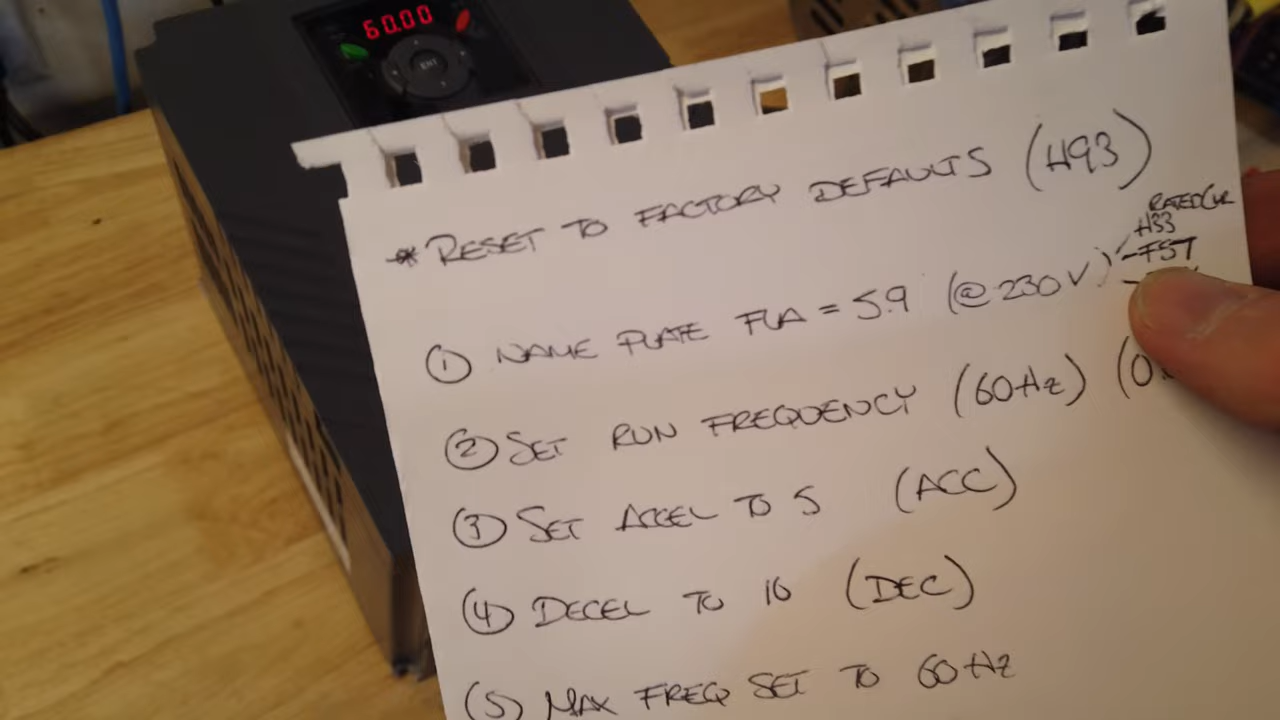 60.00
ENT
* RESET TO FACTORY DEFAULTS (H93)
RATED CUR
H33
① NAME PLATE FLA = 5.9 (@ 230V)
② SET RUN FREQUENCY (60Hz) (0.
③ SET ACCEL TO 5 (ACC)
④ DECEL TO 10 (DEC)
⑤ MAX FREQ SET TO 60Hz